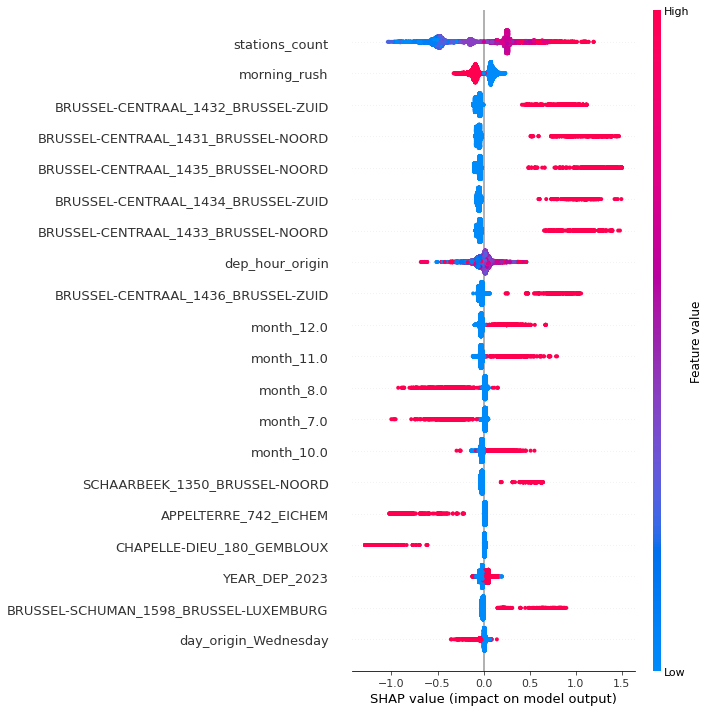 High
stations_count
morning_rush
BRUSSEL-CENTRAAL_1432_BRUSSEL-ZUID
BRUSSEL-CENTRAAL_1431_BRUSSEL-NOORD
BRUSSEL-CENTRAAL_1435_BRUSSEL-NOORD
BRUSSEL-CENTRAAL_1434_BRUSSEL-ZUID
BRUSSEL-CENTRAAL_1433_BRUSSEL-NOORD
dep_hour_origin
BRUSSEL-CENTRAAL_1436_BRUSSEL-ZUID
month_12.0
month_11.0
month_8.0
month_7.0
month_10.0
SCHAARBEEK_1350_BRUSSEL-NOORD
APPELTERRE_742_EICHEM
CHAPELLE-DIEU_180_GEMBLOUX
YEAR_DEP_2023
BRUSSEL-SCHUMAN_1598_BRUSSEL-LUXEMBURG
day_origin_Wednesday
Feature value
Low
−1.0 −0.5 0.0 0.5 1.0 1.5
SHAP value (impact on model output)